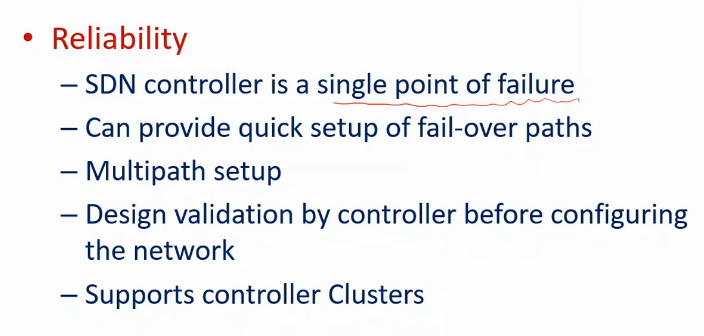 • Reliability
– SDN controller is a single point of failure
– Can provide quick setup of fail-over paths
– Multipath setup
– Design validation by controller before configuring
the network
– Supports controller Clusters